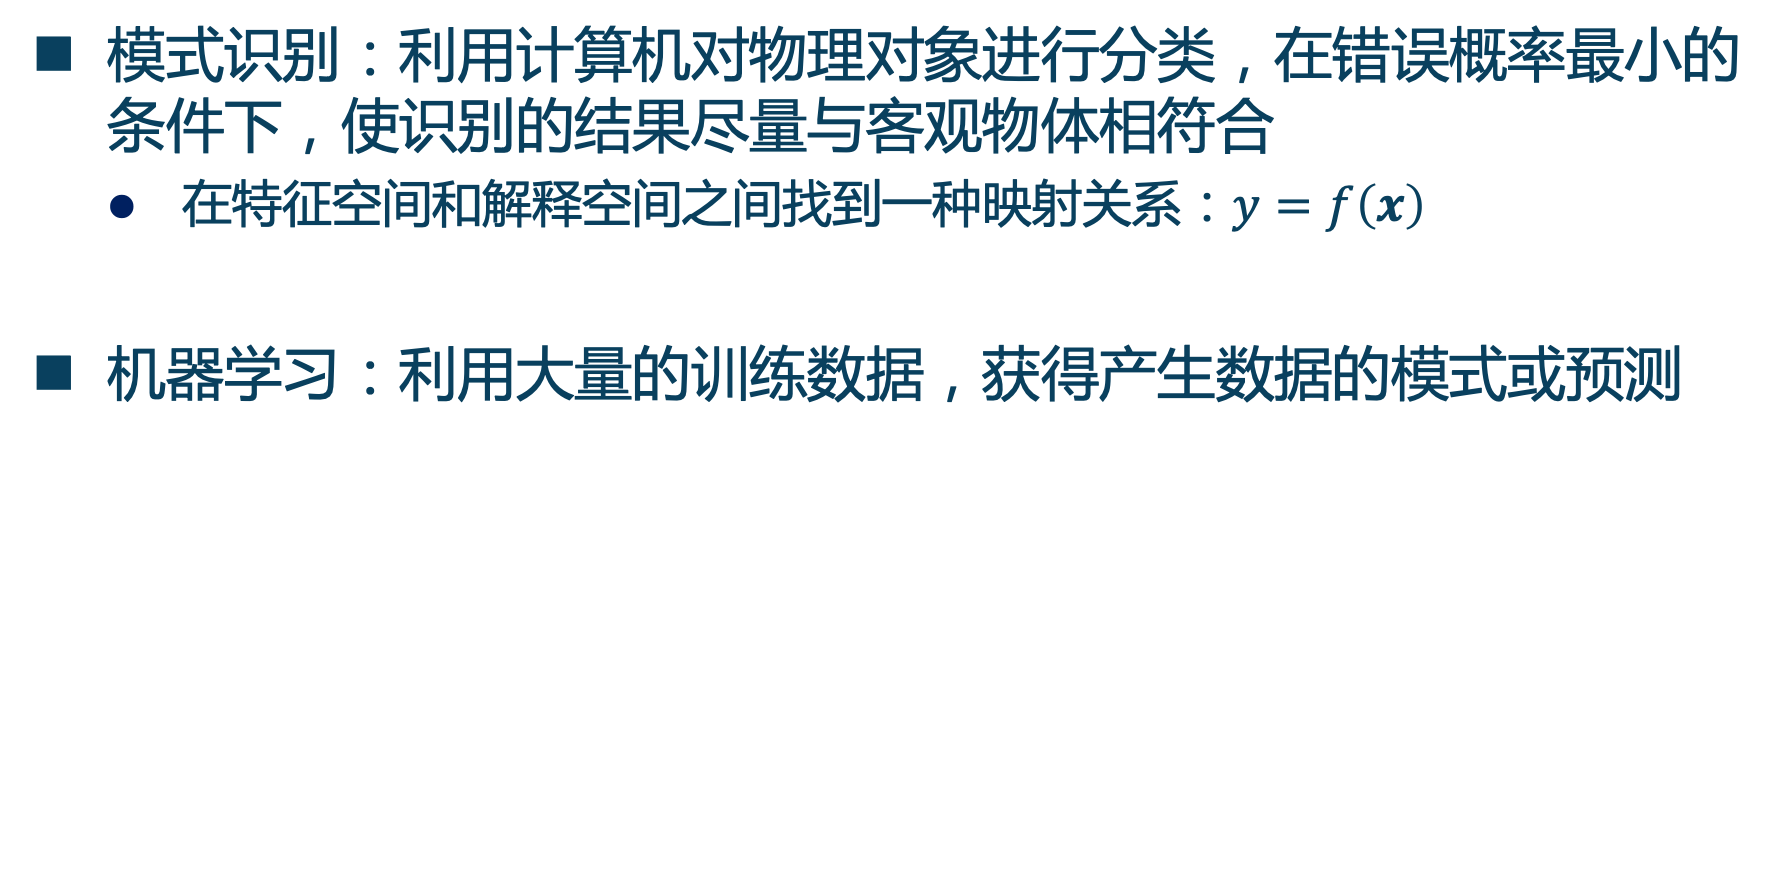 ■ 模式识别：利用计算机对物理对象进行分类，在错误概率最小的
条件下，使识别的结果尽量与客观物体相符合
● 在特征空间和解释空间之间找到一种映射关系：y = f(x)
■ 机器学习：利用大量的训练数据，获得产生数据的模式或预测